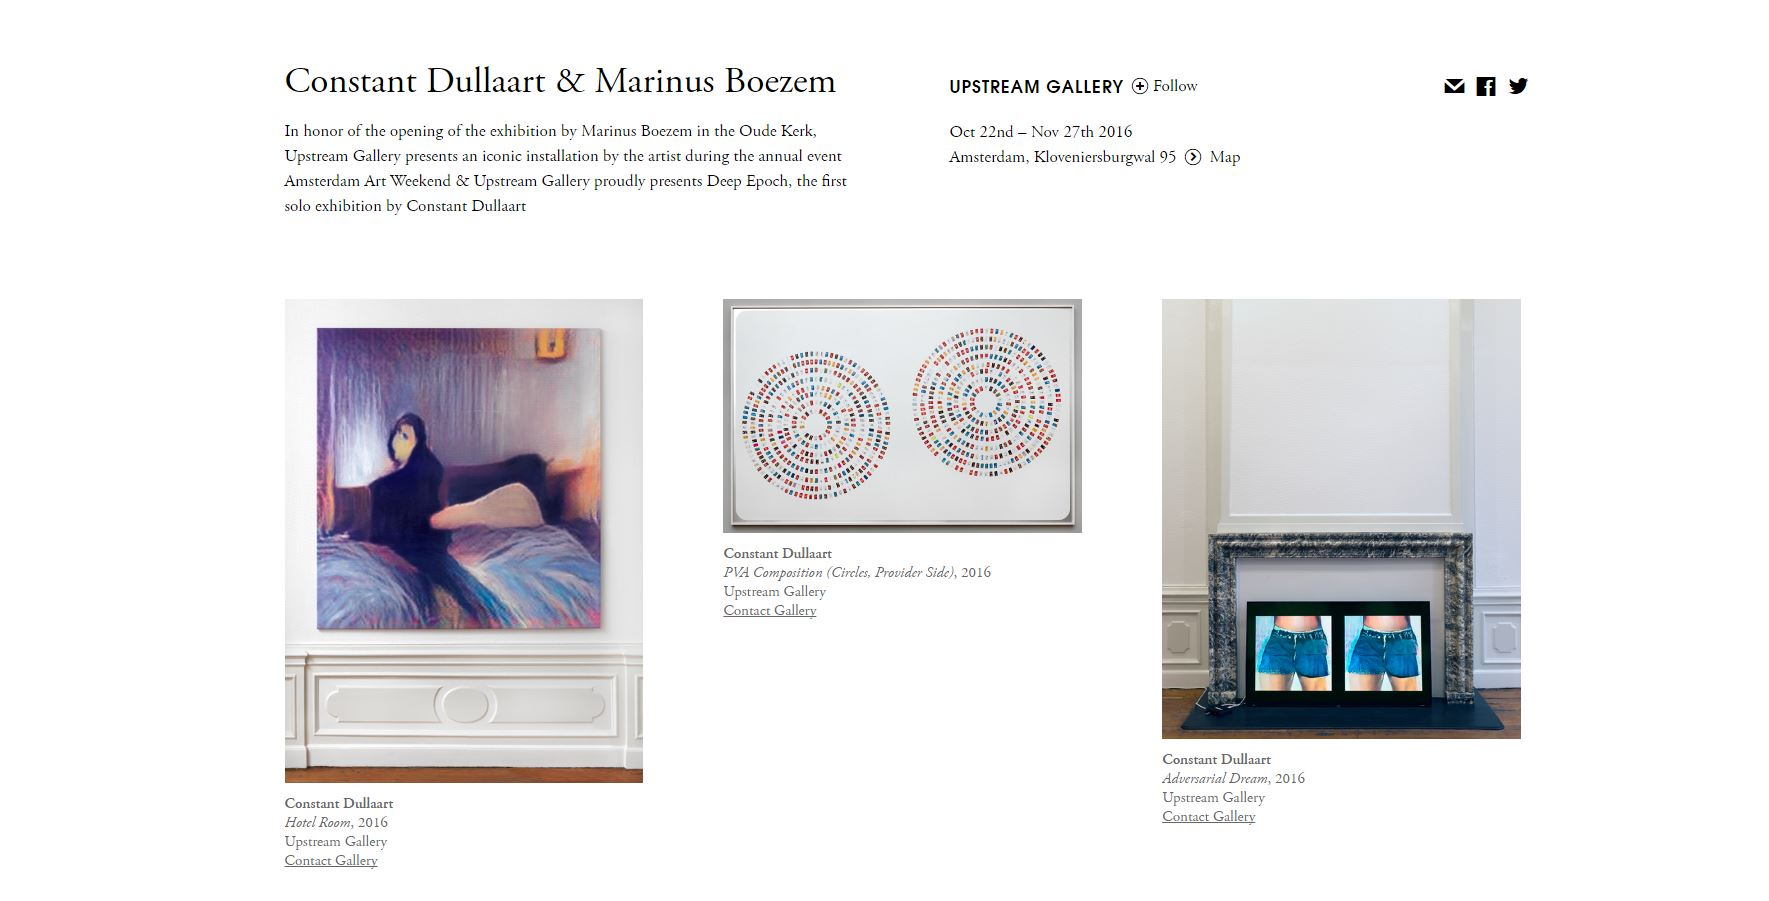 Constant Dullaart & Marinus Boezem
In honor of the opening of the exhibition by Marinus Boezem in the Oude Kerk,
Upstream Gallery presents an iconic installation by the artist during the annual event
Amsterdam Art Weekend & Upstream Gallery proudly presents Deep Epoch, the first
solo exhibition by Constant Dullaart
UPSTREAM GALLERY Follow
Oct 22nd – Nov 27th 2016
Amsterdam, Kloveniersburgwal 95 Map
Constant Dullaart
Hotel Room, 2016
Upstream Gallery
Contact Gallery
Constant Dullaart
PVA Composition (Circles, Provider Side), 2016
Upstream Gallery
Contact Gallery
Constant Dullaart
Adversarial Dream, 2016
Upstream Gallery
Contact Gallery